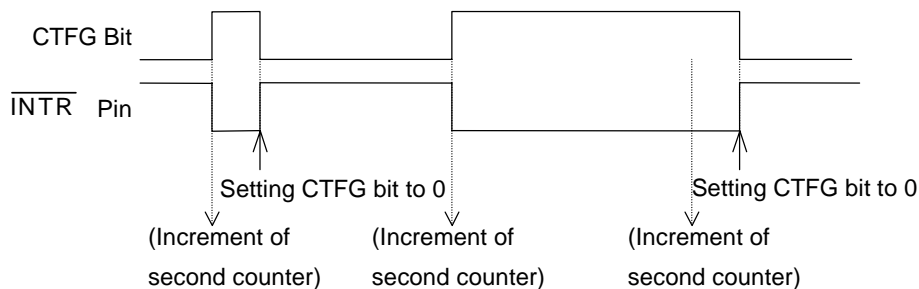 CTFG Bit
INTR Pin
Setting CTFG bit to 0
Setting CTFG bit to 0
(Increment of
second counter)
(Increment of
second counter)
(Increment of
second counter)